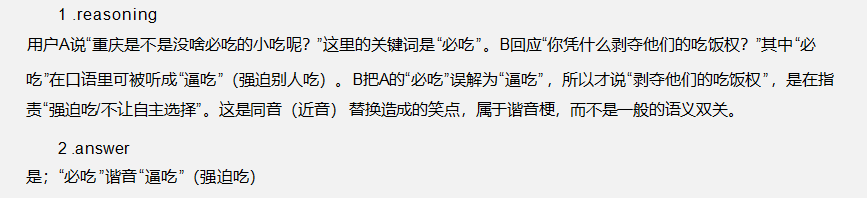 1 .reasoning
用户A说“重庆是不是没啥必吃的小吃呢？”这里的关键词是“必吃”。B回应“你凭什么剥夺他们的吃饭权？”其中“必
吃”在口语里可被听成“逼吃”（强迫别人吃）。B把A的“必吃”误解为“逼吃”，所以才说“剥夺他们的吃饭权”，是在指
责“强迫吃/不让自主选择”。这是同音（近音）替换造成的笑点，属于谐音梗，而不是一般的语义双关。
2 .answer
是；“必吃”谐音“逼吃”（强迫吃）